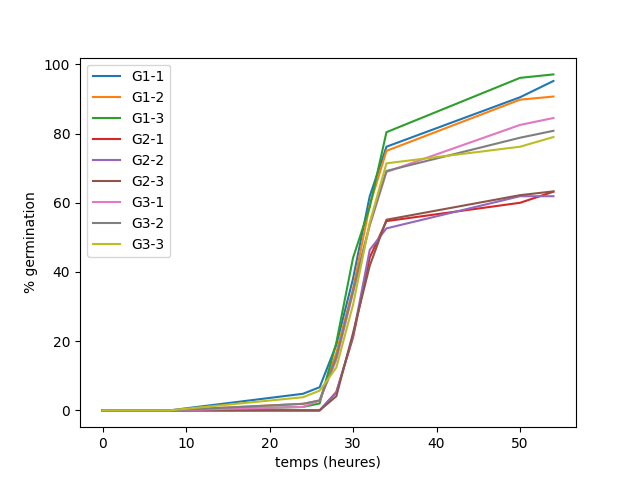 100
80
60
40
20
0
% germination
G1-1
G1-2
G1-3
G2-1
G2-2
G2-3
G3-1
G3-2
G3-3
0 10 20 30 40 50
temps (heures)